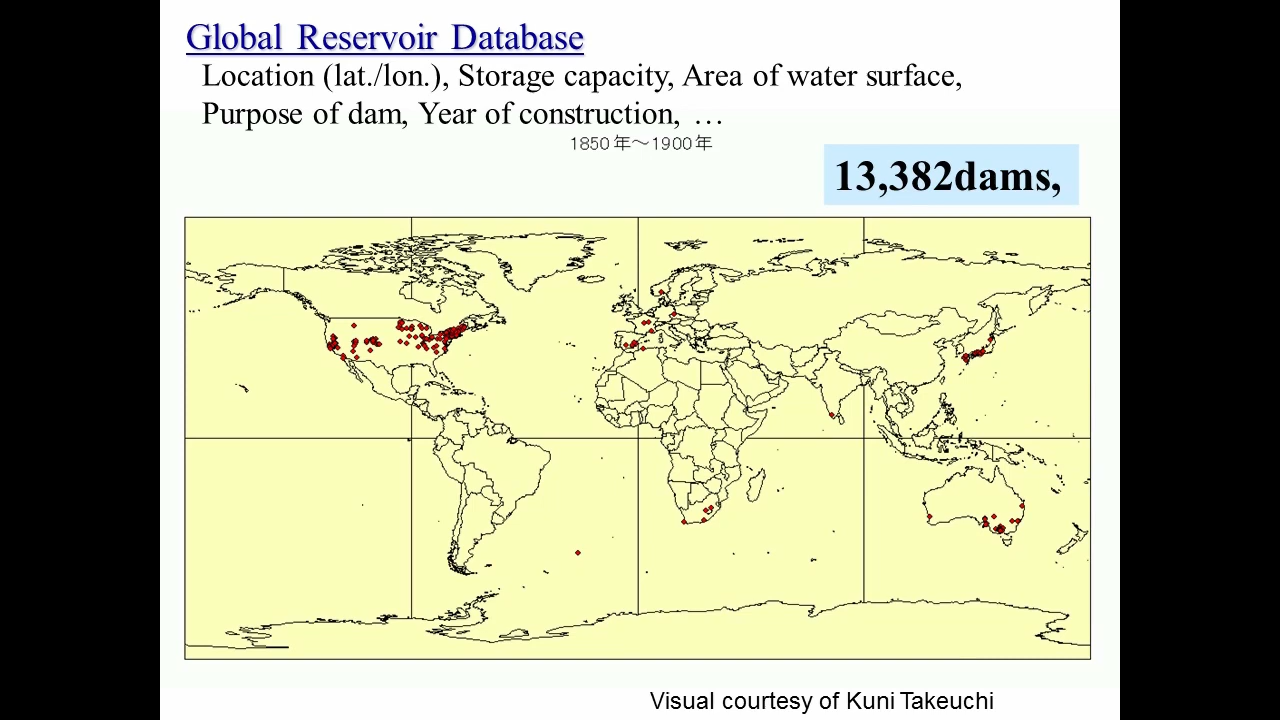 Global Reservoir Database
Location (lat./lon.), Storage capacity, Area of water surface,
Purpose of dam, Year of construction, …
1850年～1900年
13,382dams,
Visual courtesy of Kuni Takeuchi